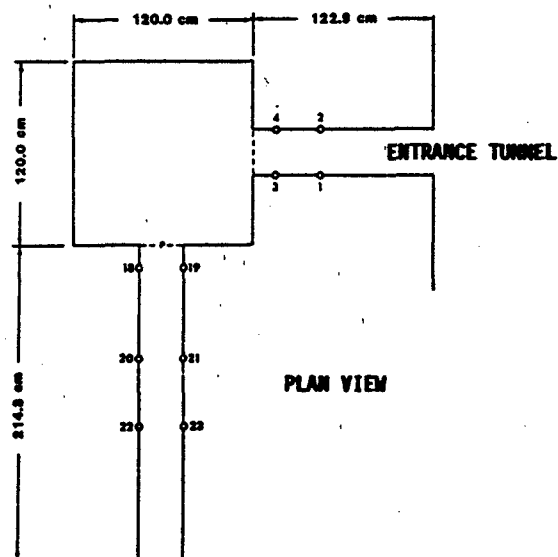 120.0 cm
122.8 cm
120.0 cm
4
2
ENTRANCE TUNNEL
3
1
P
18
19
20
21
PLAN VIEW
22
23
214.3 cm